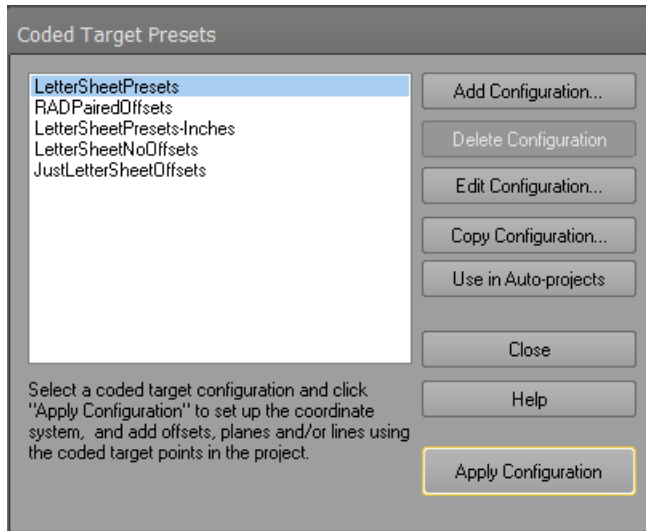 Coded Target Presets
LetterSheetPresets
RADPairedOffsets
LetterSheetPresets-Inches
LetterSheetNoOffsets
JustLetterSheetOffsets
Add Configuration...
Delete Configuration
Edit Configuration...
Copy Configuration...
Use in Auto-projects
Close
Help
Select a coded target configuration and click
"Apply Configuration" to set up the coordinate
system,  and add offsets, planes and/or lines using
the coded target points in the project.
Apply Configuration